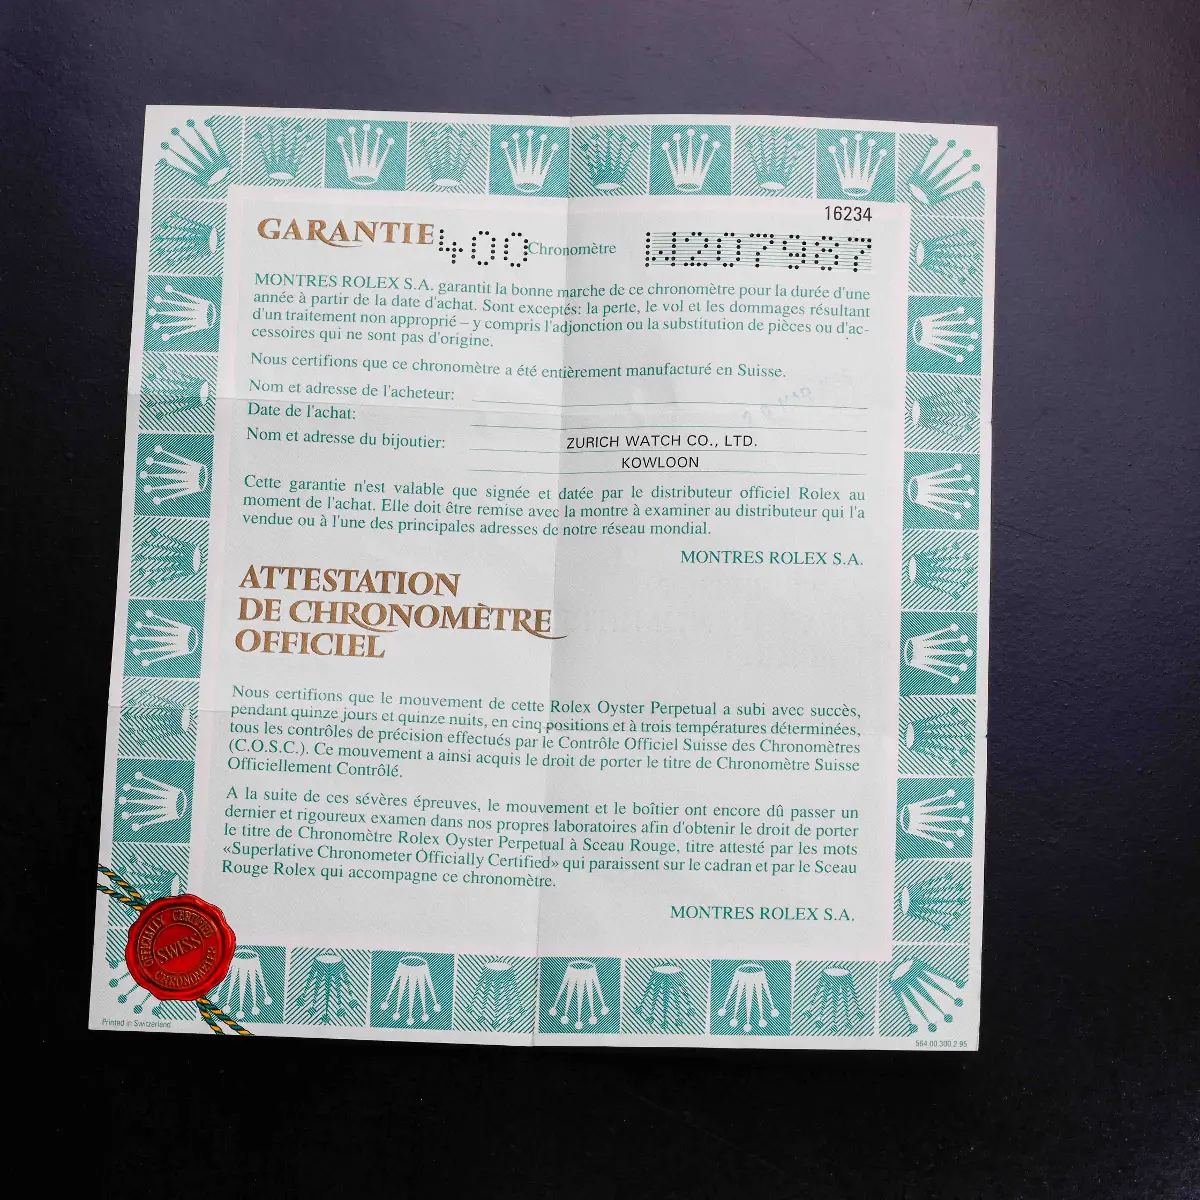 16234
GARANTIE 400 Chronomètre W207987
MONTRES ROLEX S.A. garantit la bonne marche de ce chronomètre pour la durée d'une
année à partir de la date d'achat. Sont exceptés: la perte, le vol et les dommages résultant
d'un traitement non approprié – y compris l'adjonction ou la substitution de pièces ou d'ac-
cessoires qui ne sont pas d'origine.
Nous certifions que ce chronomètre a été entièrement manufacturé en Suisse.
Nom et adresse de l'acheteur:
Date de l'achat:
Nom et adresse du bijoutier: ZURICH WATCH CO., LTD.
KOWLOON
Cette garantie n'est valable que signée et datée par le distributeur officiel Rolex au
moment de l'achat. Elle doit être remise avec la montre à examiner au distributeur qui l'a
vendue ou à l'une des principales adresses de notre réseau mondial.
MONTRES ROLEX S.A.
ATTESTATION
DE CHRONOMÈTRE
OFFICIEL
Nous certifions que le mouvement de cette Rolex Oyster Perpetual a subi avec succès,
pendant quinze jours et quinze nuits, en cinq positions et à trois températures déterminées,
tous les contrôles de précision effectués par le Contrôle Officiel Suisse des Chronomètres
(C.O.S.C.). Ce mouvement a ainsi acquis le droit de porter le titre de Chronomètre Suisse
Officiellement Contrôlé.
A la suite de ces sévères épreuves, le mouvement et le boîtier ont encore dû passer un
dernier et rigoureux examen dans nos propres laboratoires afin d'obtenir le droit de porter
le titre de Chronomètre Rolex Oyster Perpetual à Sceau Rouge, titre attesté par les mots
«Superlative Chronometer Officially Certified» qui paraissent sur le cadran et par le Sceau
Rouge Rolex qui accompagne ce chronomètre.
MONTRES ROLEX S.A.
OFFICIALLY CERTIFIED
SWISS
CHRONOMETER
Printed in Switzerland
564.00.300.2.95